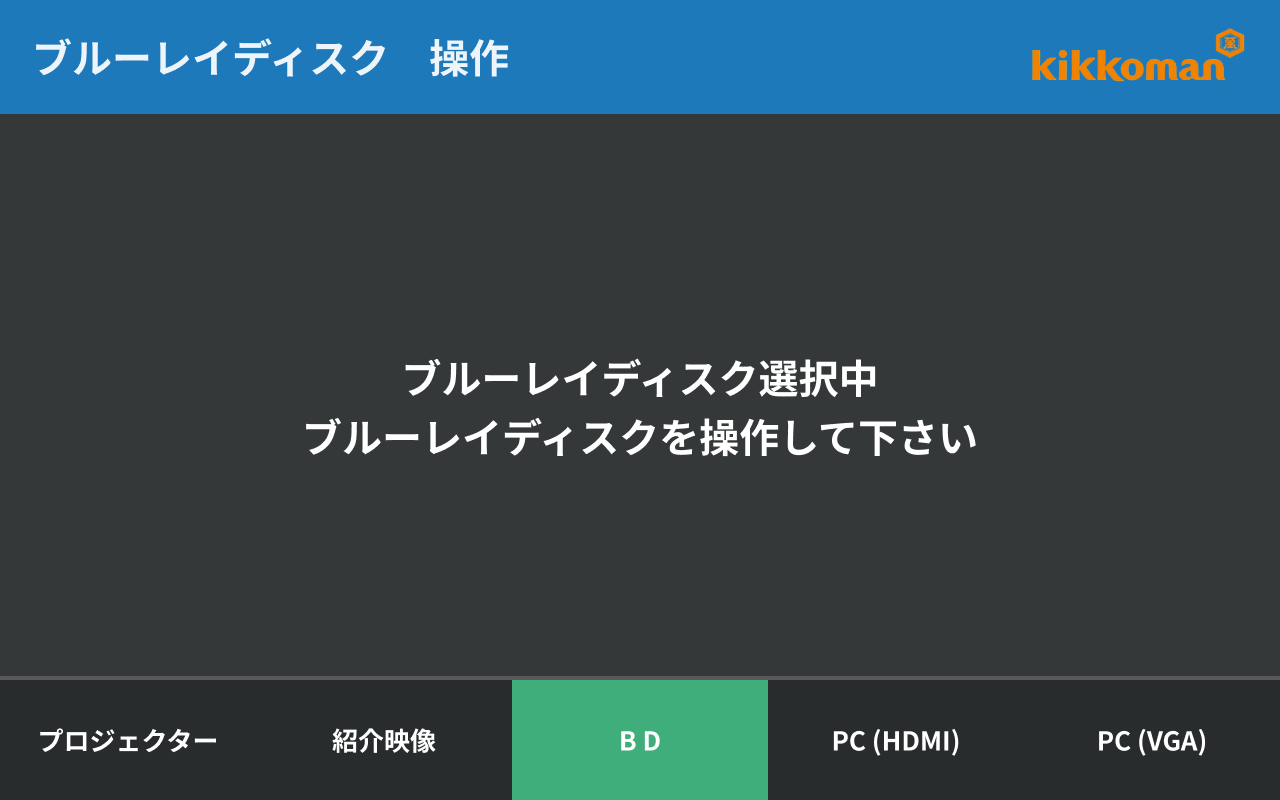 ブルーレイディスク　操作
kikkoman
ブルーレイディスク選択中
ブルーレイディスクを操作して下さい
プロジェクター
紹介映像
B D
PC (HDMI)
PC (VGA)